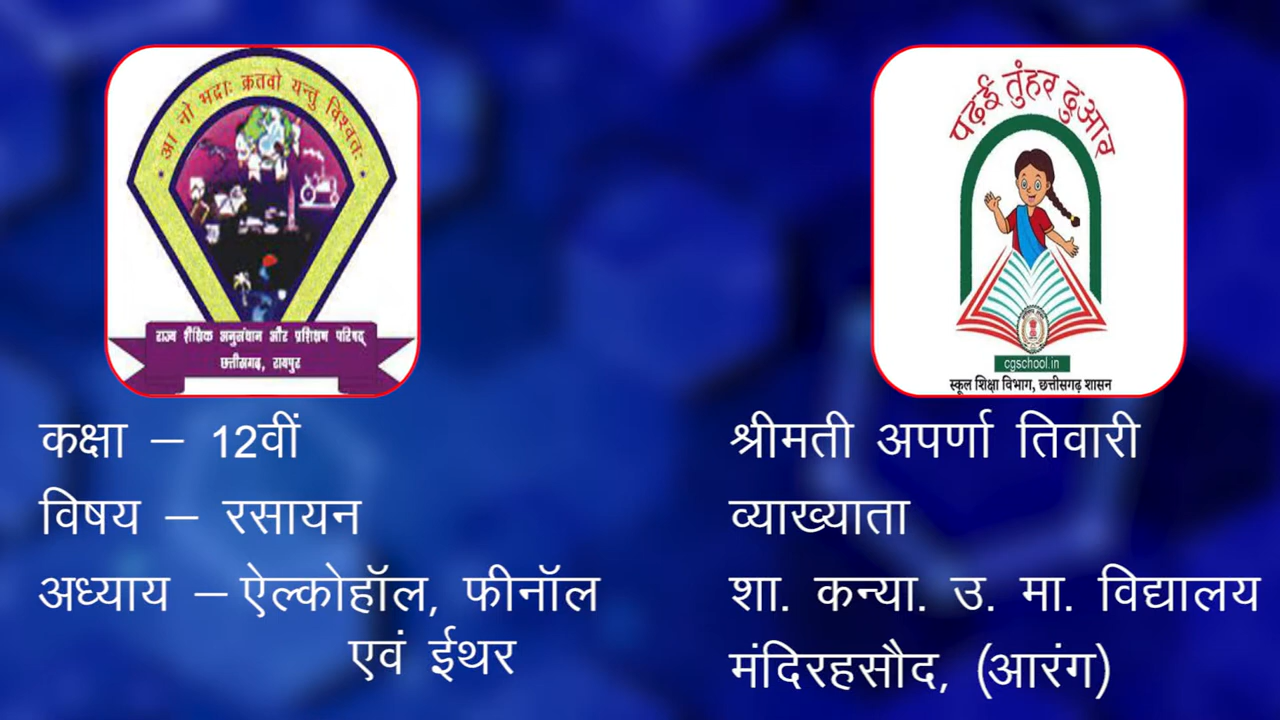 आ नो भद्राः क्रतवो यन्तु विश्वतः
राज्य शैक्षिक अनुसंधान और प्रशिक्षण परिषद्
छत्तीसगढ़, रायपुर
पढ़ई तुंहर दुआर
cgschool.in
स्कूल शिक्षा विभाग, छत्तीसगढ़ शासन
कक्षा – 12वीं
विषय – रसायन
अध्याय – ऐल्कोहॉल, फीनॉल
एवं ईथर
श्रीमती अपर्णा तिवारी
व्याख्याता
शा. कन्या. उ. मा. विद्यालय
मंदिरहसौद, (आरंग)